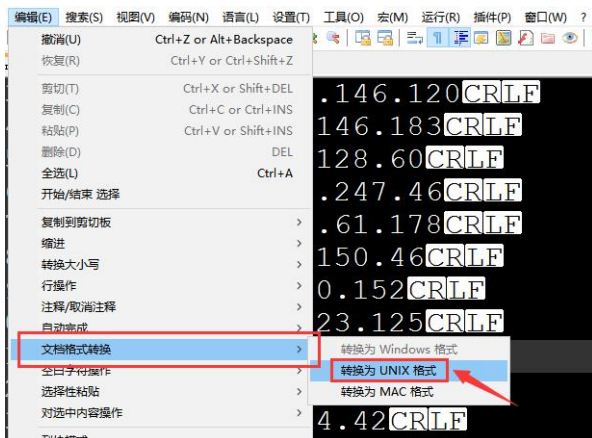 编辑(E) 搜索(S) 视图(V) 编码(N) 语言(L) 设置(T) 工具(O) 宏(M) 运行(R) 插件(P) 窗口(W) ?
撤消(U) Ctrl+Z or Alt+Backspace
恢复(R) Ctrl+Y or Ctrl+Shift+Z
剪切(T) Ctrl+X or Shift+DEL
.146.120CRLF
复制(C) Ctrl+C or Ctrl+INS
粘贴(P) Ctrl+V or Shift+INS
146.183CRLF
删除(D) DEL
128.60CRLF
全选(L) Ctrl+A
开始/结束 选择
.247.46CRLF
复制到剪切板 >
.61.178CRLF
缩进 >
转换大小写 >
150.46CRLF
行操作 >
0.152CRLF
注释/取消注释 >
自动完成 >
23.125CRLF
文档格式转换 >
转换为 Windows 格式
空白字符操作 >
转换为 UNIX 格式
选择性粘贴 >
转换为 MAC 格式
对选中内容操作 >
4.42CRLF